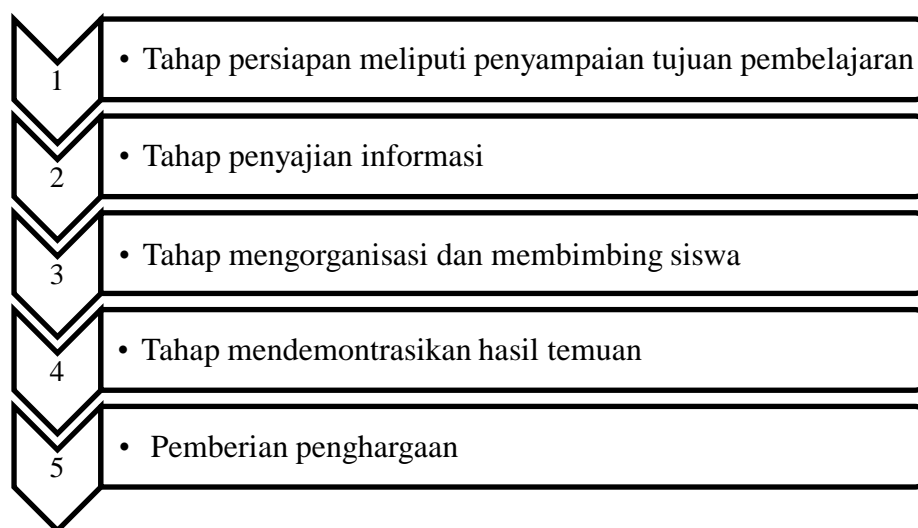 1
• Tahap persiapan meliputi penyampaian tujuan pembelajaran
2
• Tahap penyajian informasi
3
• Tahap mengorganisasi dan membimbing siswa
4
• Tahap mendemontrasikan hasil temuan
5
• Pemberian penghargaan